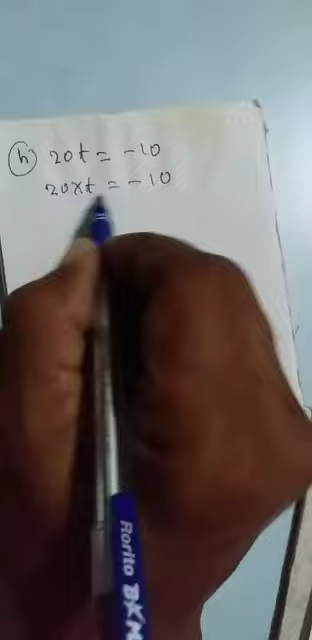 (h) 20t = -10
20×t = -10
Rorito